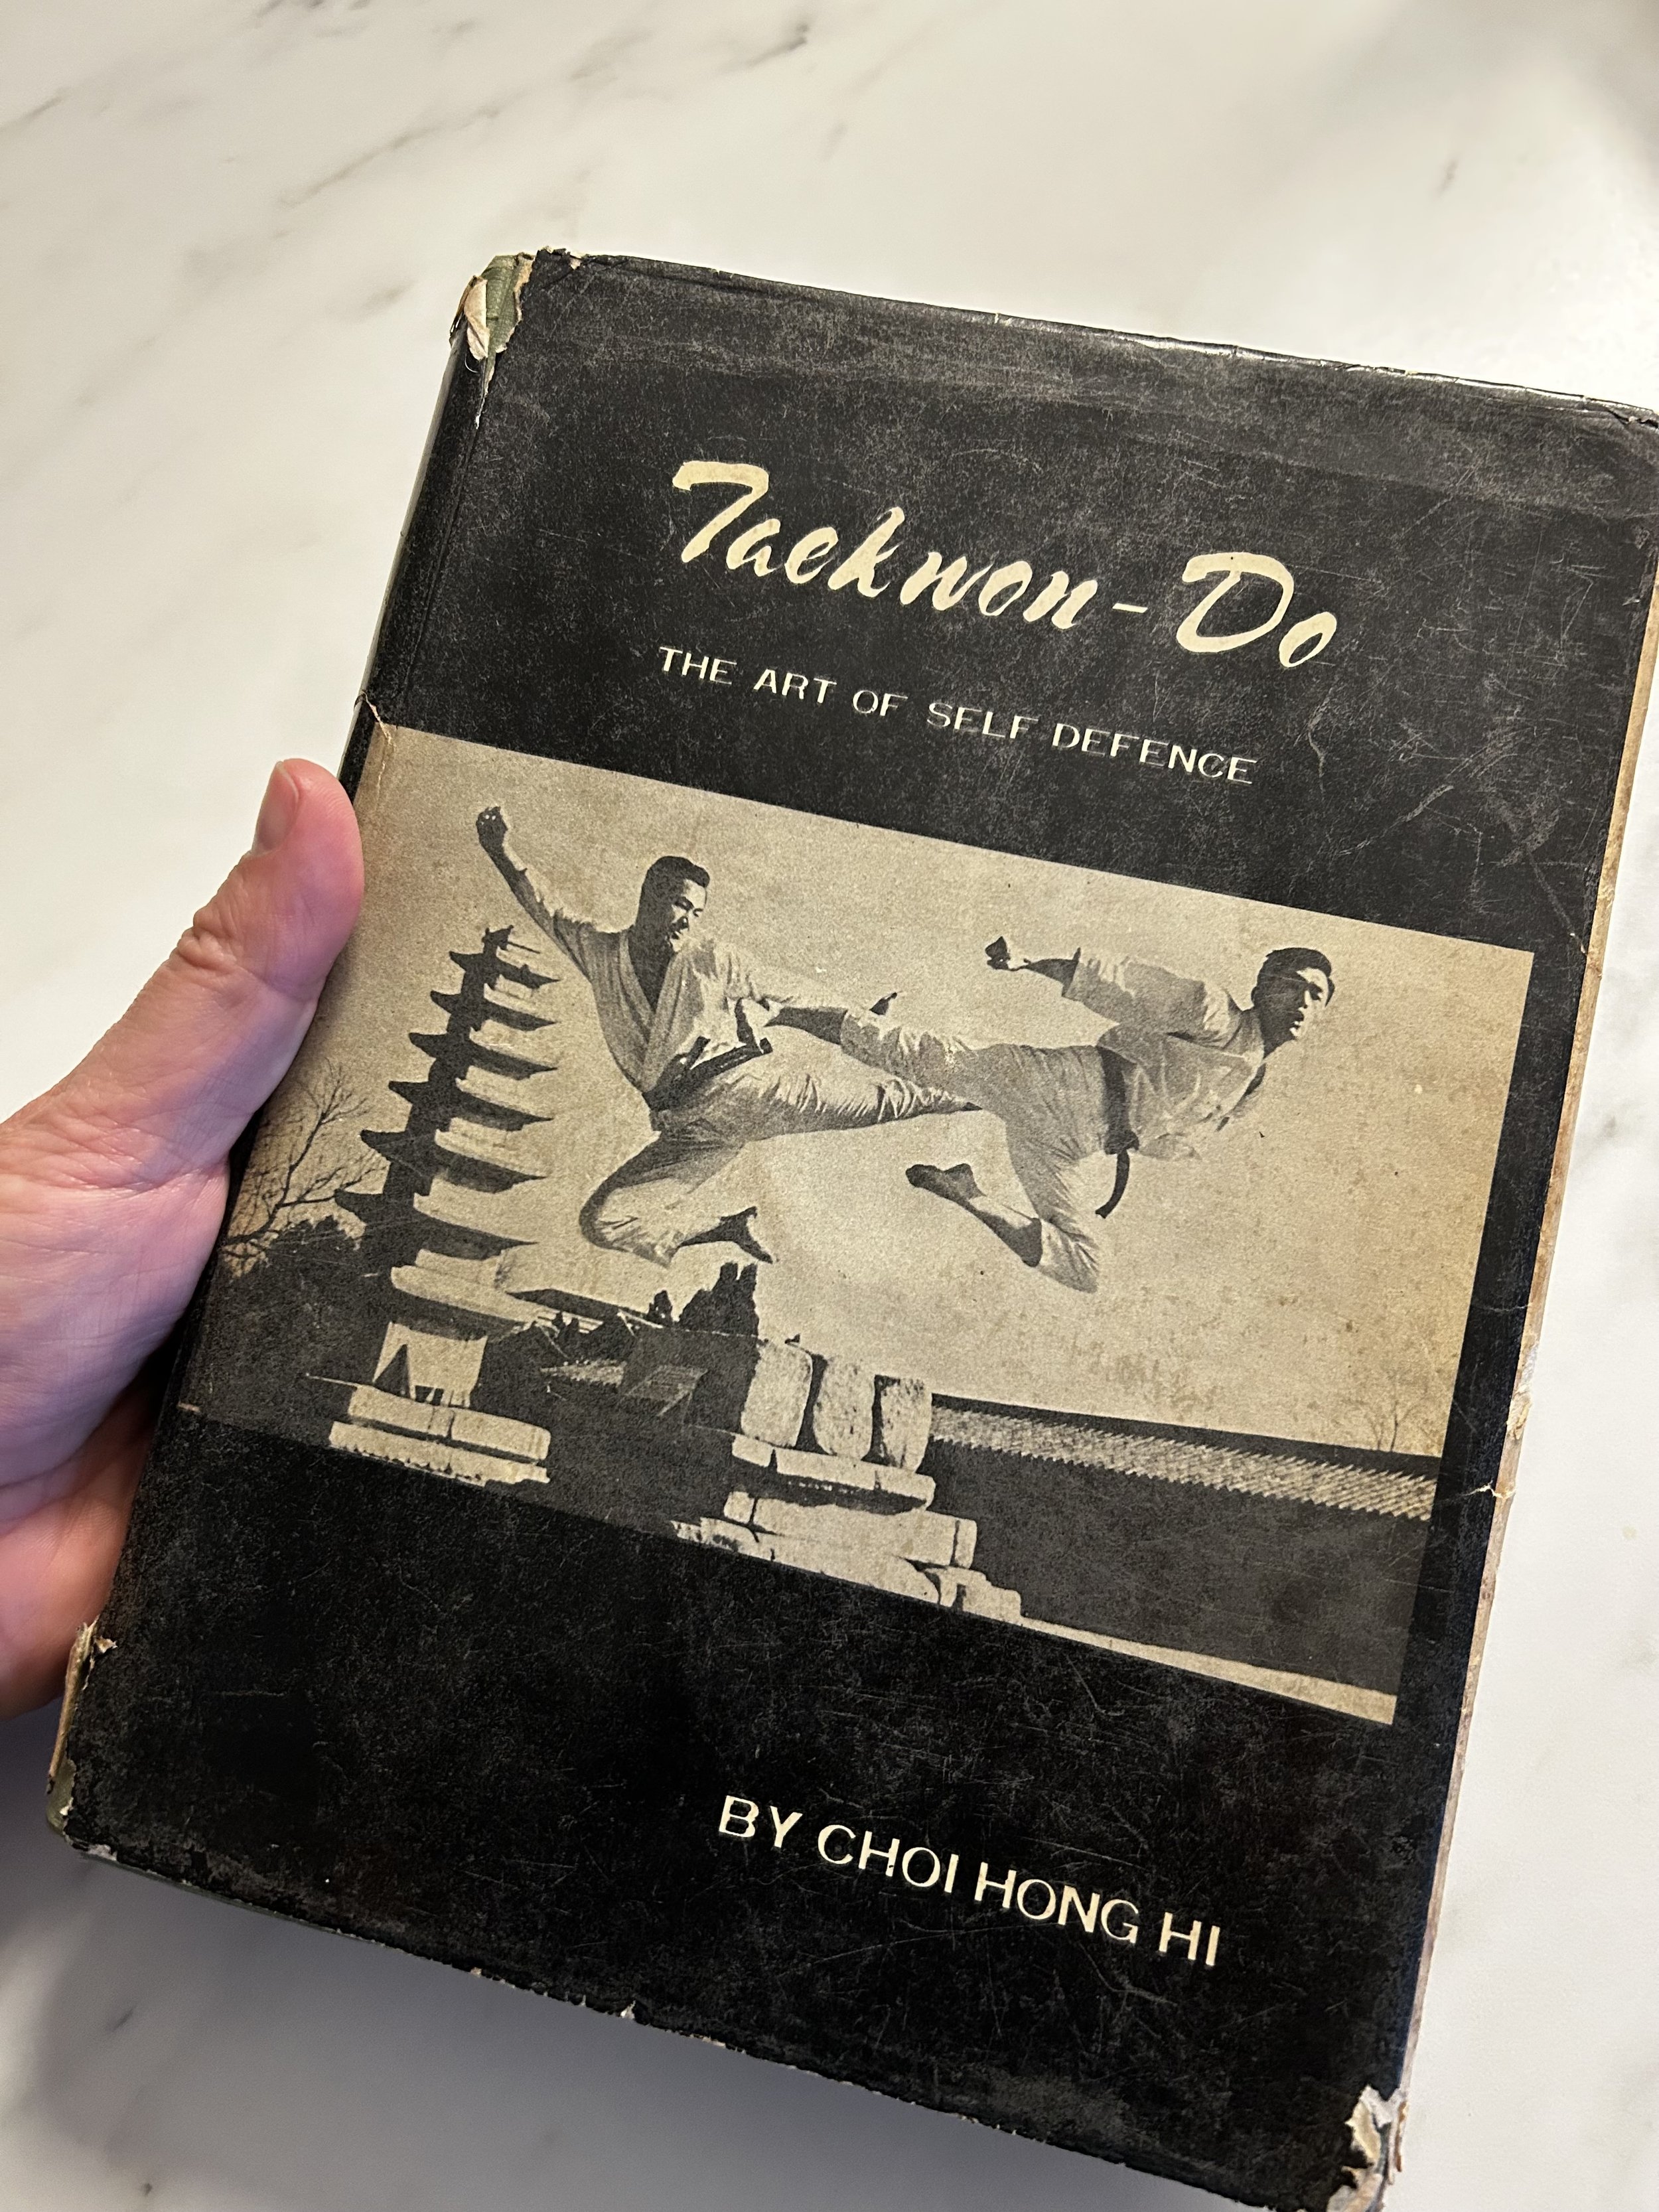 Taekwon-Do
THE ART OF SELF DEFENCE
BY CHOI HONG HI